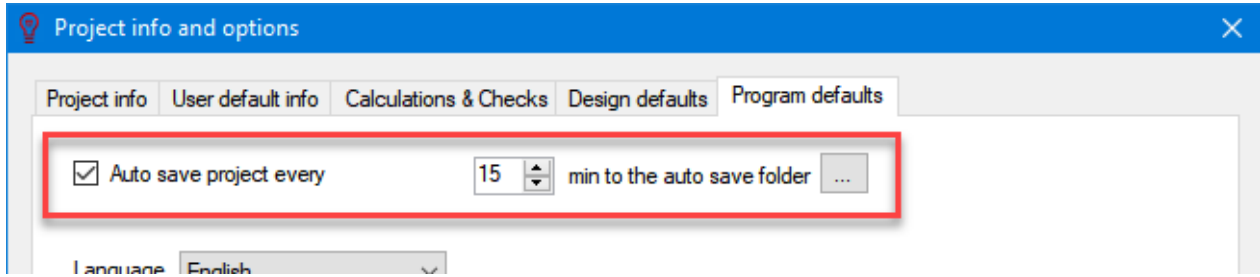 Project info and options
Project info User default info Calculations & Checks Design defaults Program defaults
Auto save project every 15 min to the auto save folder ...
Language English